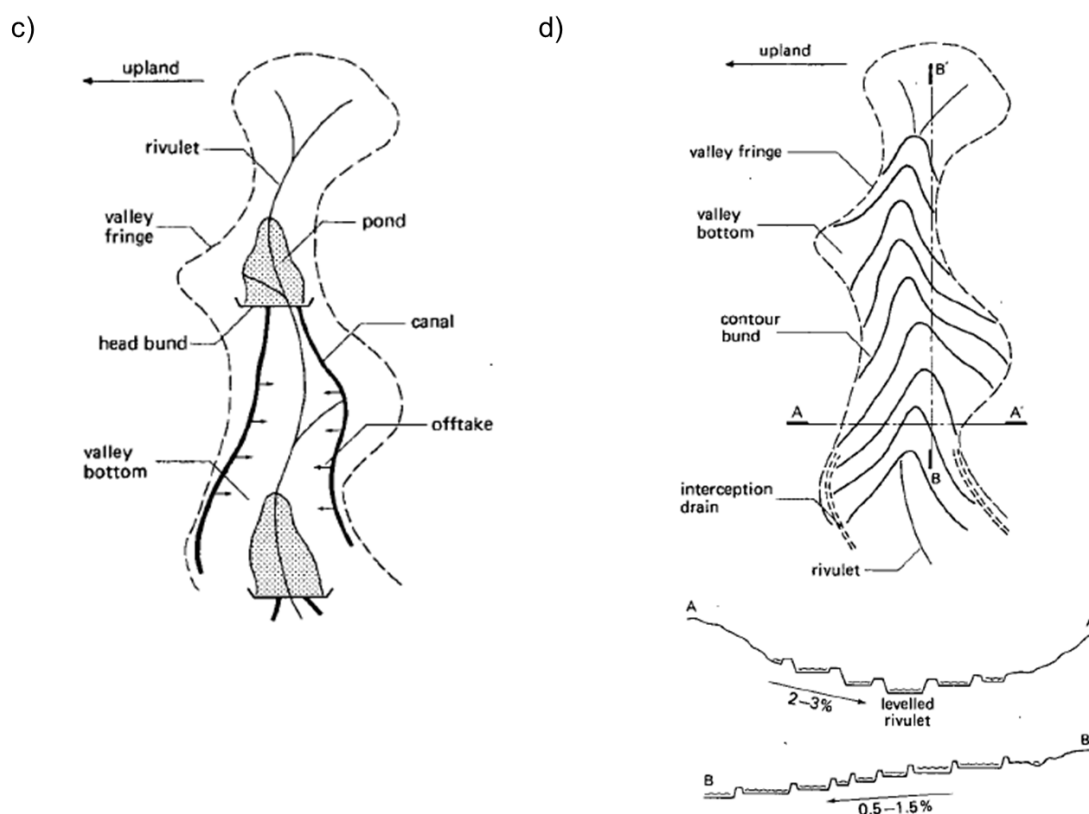 c)
upland
rivulet
valley
fringe
pond
head bund
canal
offtake
valley
bottom
d)
upland
B'
valley fringe
valley
bottom
contour
bund
A
A'
interception
drain
B
rivulet
A
A
2–3%
levelled
rivulet
B
B
0.5–1.5%